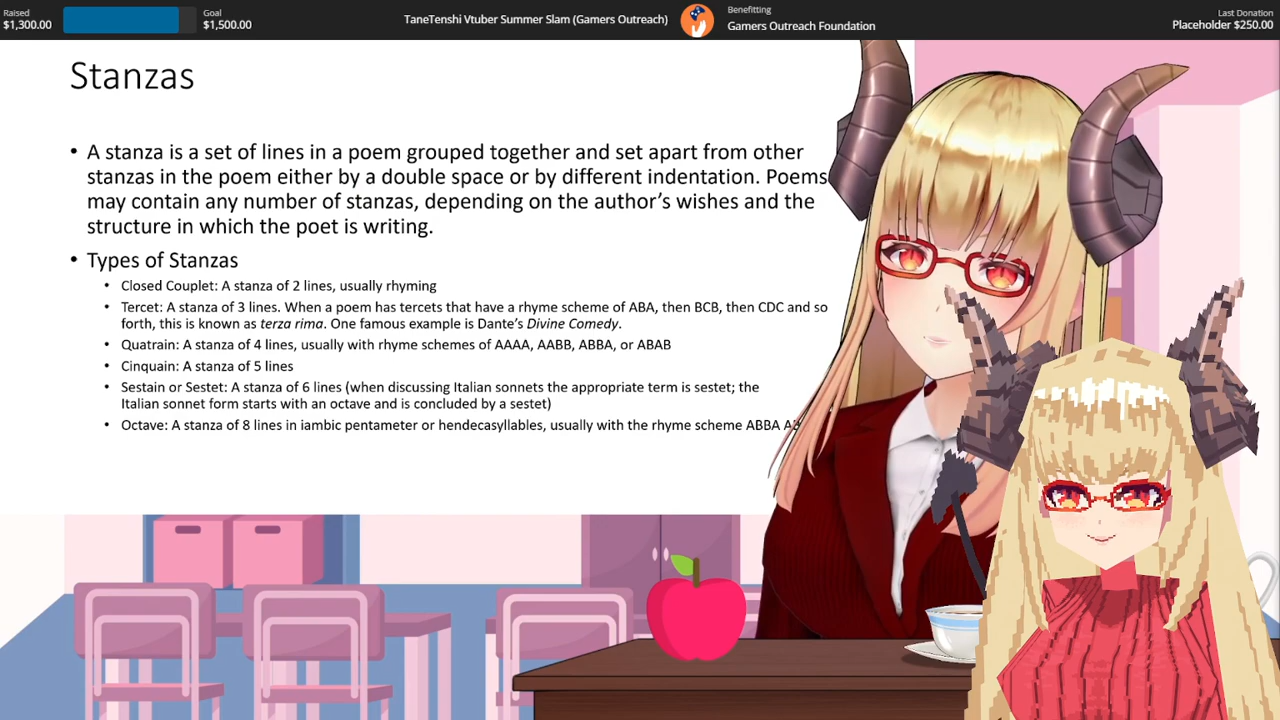 Raised
$1,300.00
Goal
$1,500.00
TaneTenshi Vtuber Summer Slam (Gamers Outreach)
Benefitting
Gamers Outreach Foundation
Last Donation
Placeholder $250.00
Stanzas
• A stanza is a set of lines in a poem grouped together and set apart from other
stanzas in the poem either by a double space or by different indentation. Poems
may contain any number of stanzas, depending on the author's wishes and the
structure in which the poet is writing.
• Types of Stanzas
• Closed Couplet: A stanza of 2 lines, usually rhyming
• Tercet: A stanza of 3 lines. When a poem has tercets that have a rhyme scheme of ABA, then BCB, then CDC and so
forth, this is known as terza rima. One famous example is Dante's Divine Comedy.
• Quatrain: A stanza of 4 lines, usually with rhyme schemes of AAAA, AABB, ABBA, or ABAB
• Cinquain: A stanza of 5 lines
• Sestain or Sestet: A stanza of 6 lines (when discussing Italian sonnets the appropriate term is sestet; the
Italian sonnet form starts with an octave and is concluded by a sestet)
• Octave: A stanza of 8 lines in iambic pentameter or hendecasyllables, usually with the rhyme scheme ABBA